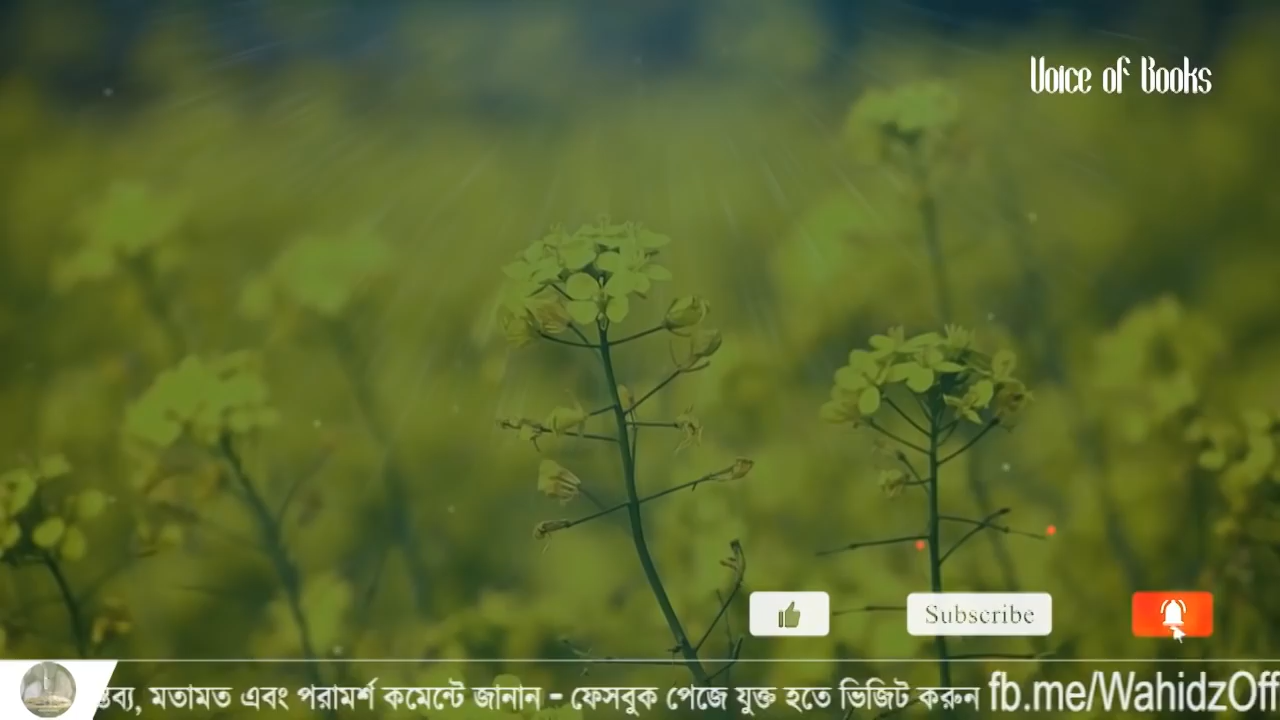 Voice of Books
Subscribe
মতামত এবং পরামর্শ কমেন্টে জানান - ফেসবুক পেজে যুক্ত হতে ভিজিট করুন fb.me/WahidzOff